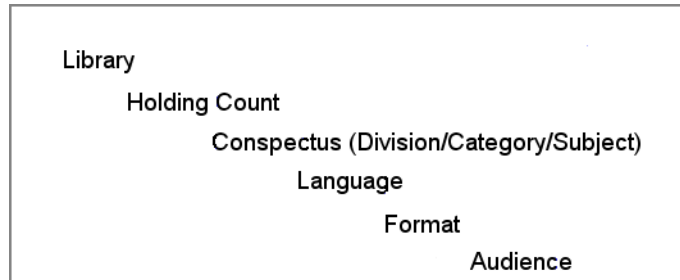 Library
Holding Count
Conspectus (Division/Category/Subject)
Language
Format
Audience